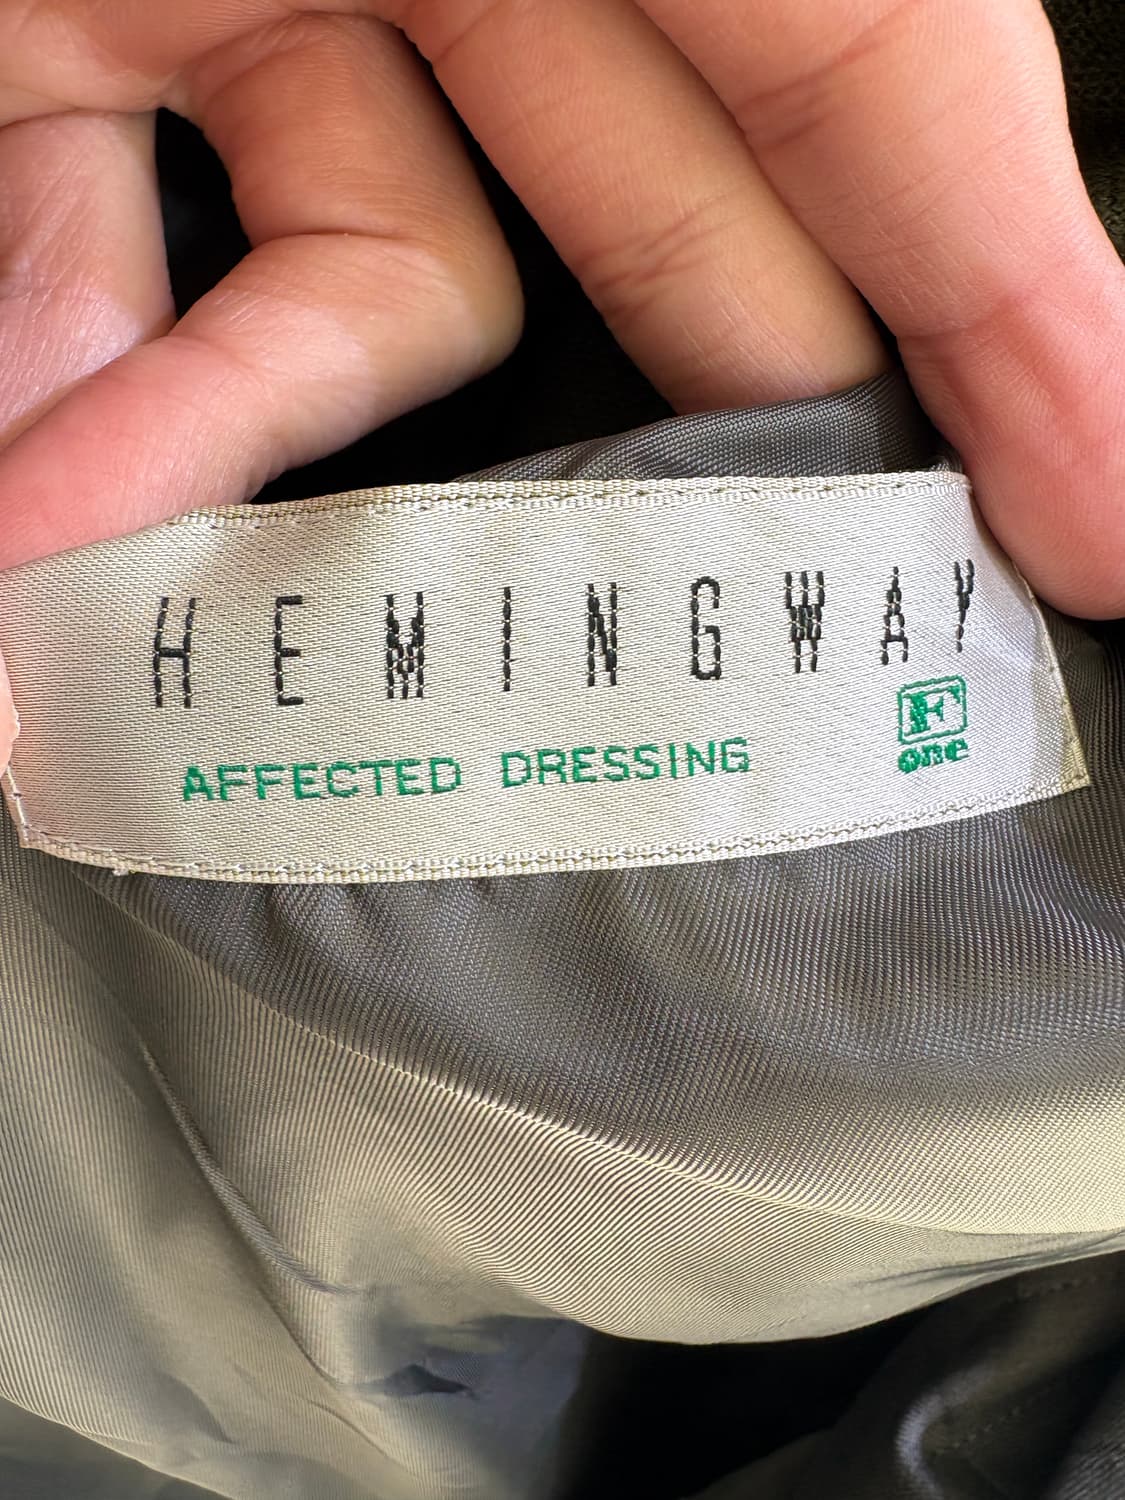 HEMINGWAY
AFFECTED DRESSING
F
one